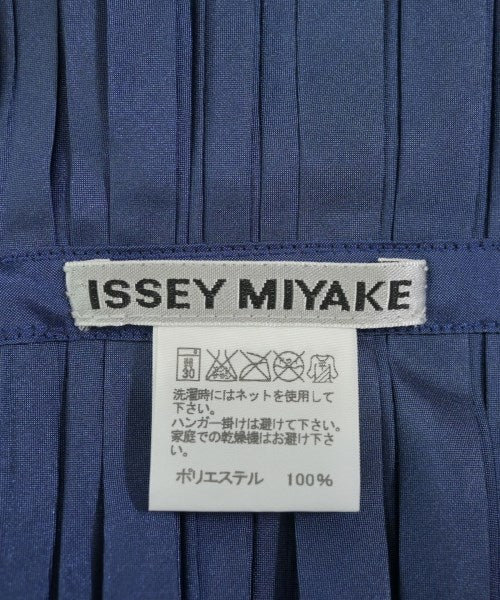 ISSEY MIYAKE
弱
30
洗濯時にはネットを使用して
下さい。
ハンガー掛けは避けて下さい。
家庭での乾燥機はお避け下
さい。
ポリエステル 100%